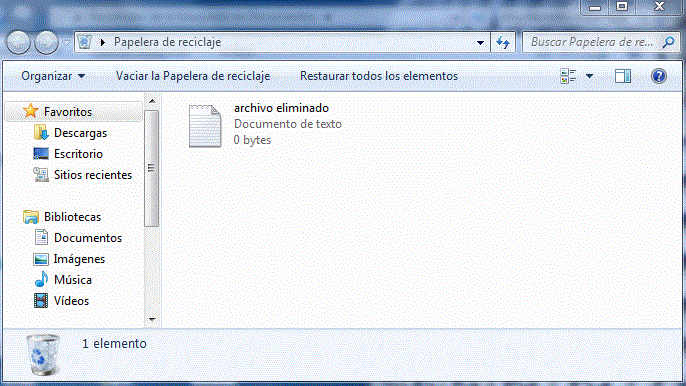 Papelera de reciclaje
Buscar Papelera de re...
Organizar
Vaciar la Papelera de reciclaje
Restaurar todos los elementos
Favoritos
Descargas
Escritorio
Sitios recientes
Bibliotecas
Documentos
Imágenes
Música
Vídeos
archivo eliminado
Documento de texto
0 bytes
1 elemento